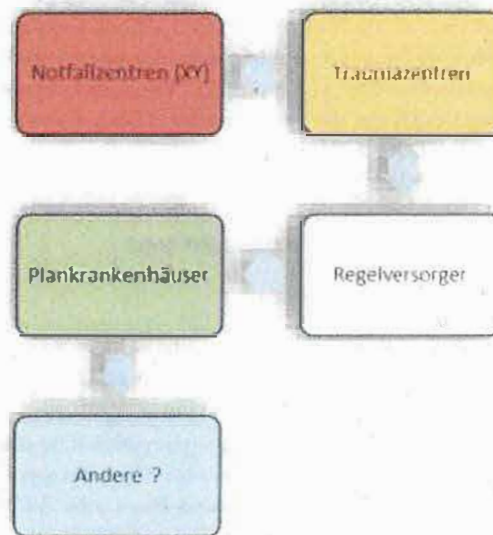 Notfallzentren (XY)
Traumazentren
Plankrankenhäuser
Regelversorger
Andere ?